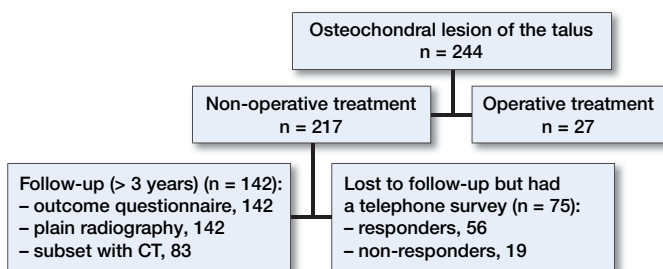 Osteochondral lesion of the talus
n = 244
Non-operative treatment
n = 217
Operative treatment
n = 27
Follow-up (> 3 years) (n = 142):
– outcome questionnaire, 142
– plain radiography, 142
– subset with CT, 83
Lost to follow-up but had
a telephone survey (n = 75):
– responders, 56
– non-responders, 19